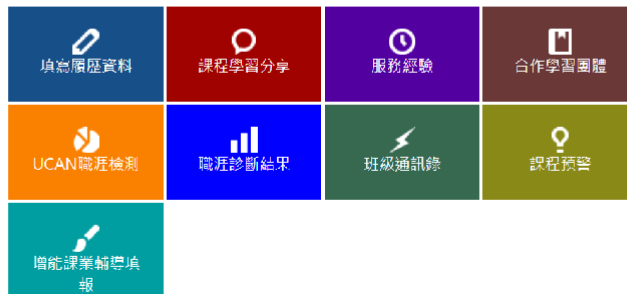 填寫履歷資料
課程學習分享
服務經驗
合作學習團體
UCAN職涯檢測
職涯診斷結果
班級通訊錄
課程預警
增能課業輔導填
報